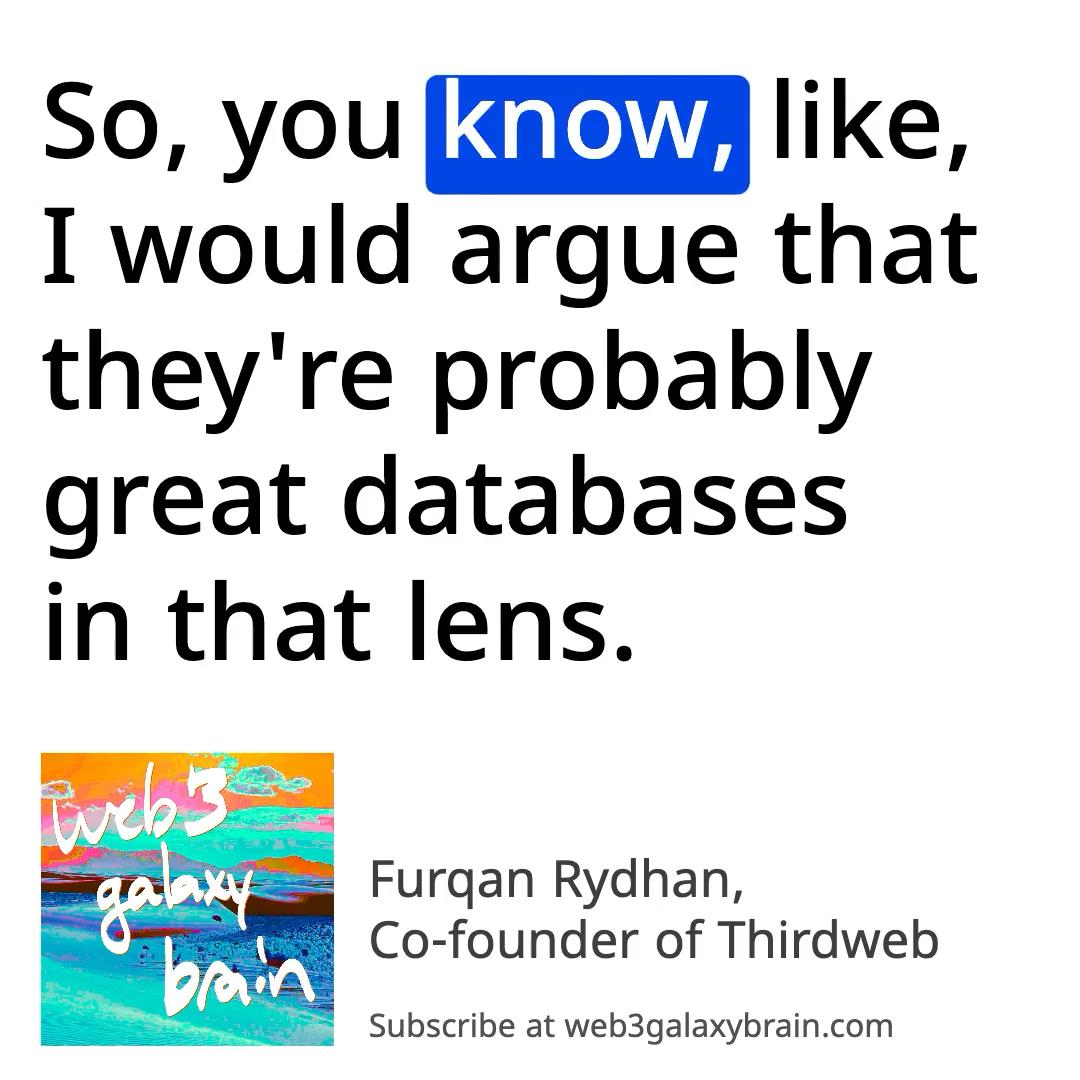 So, you know, like,
I would argue that
they're probably
great databases
in that lens.
web3
galaxy
brain
Furqan Rydhan,
Co-founder of Thirdweb
Subscribe at web3galaxybrain.com